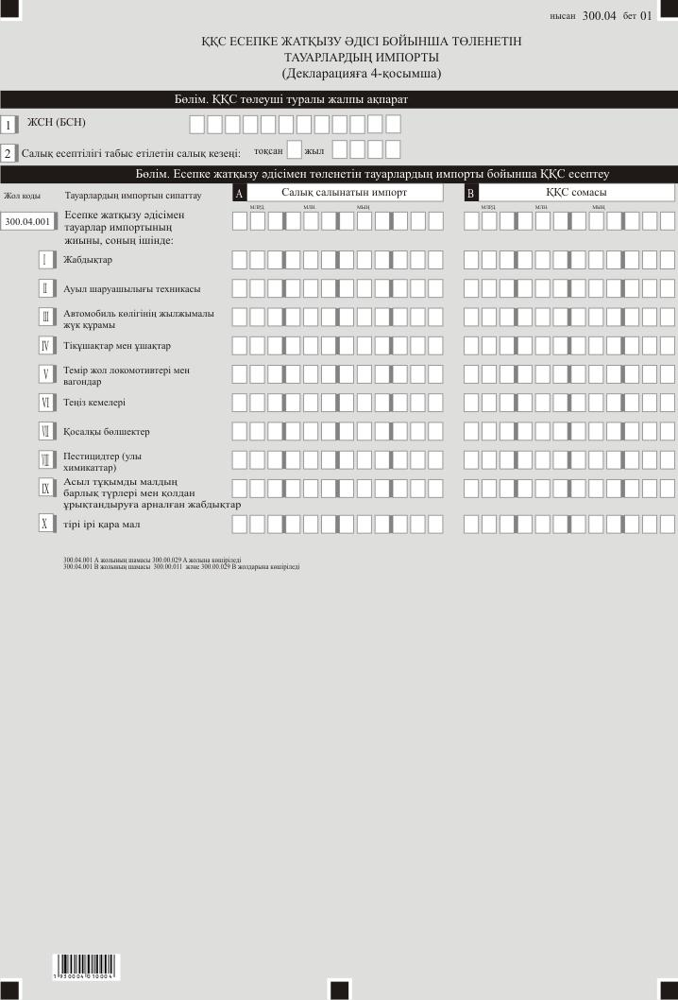 нысан 300.04 бет 01
ҚҚС ЕСЕПКЕ ЖАТҚЫЗУ ӘДІСІ БОЙЫНША ТӨЛЕНЕТІН
ТАУАРЛАРДЫҢ ИМПОРТЫ
(Декларацияға 4-қосымша)
Бөлім. ҚҚС төлеуші туралы жалпы ақпарат
1 ЖСН (БСН)
2 Салық есептілігі табыс етілетін салық кезеңі: тоқсан жыл
Бөлім. Есепке жатқызу әдісімен төленетін тауарлардың импорты бойынша ҚҚС есептеу
Жол коды Тауарлардың импортын сипаттау A Салық салынатын импорт B ҚҚС сомасы
МЛРД. МЛН. МЫҢ МЛРД. МЛН. МЫҢ
300.04.001 Есепке жатқызу әдісімен
тауарлар импортының
жиыны, соның ішінде:
I Жабдықтар
II Ауыл шаруашылығы техникасы
III Автомобиль көлігінің жылжымалы
жүк құрамы
IV Тікұшақтар мен ұшақтар
V Темір жол локомотивтері мен
вагондар
VI Теңіз кемелері
VII Қосалқы бөлшектер
VIII Пестицидтер (улы
химикаттар)
IX Асыл тұқымды малдың
барлық түрлері мен қолдан
ұрықтандыруға арналған жабдықтар
X тірі ірі қара мал
300.04.001 А жолының шамасы 300.00.029 А жолына көшіріледі
300.04.001 В жолының шамасы 300.00.011 және 300.00.029 В жолдарына көшіріледі
1930004010004